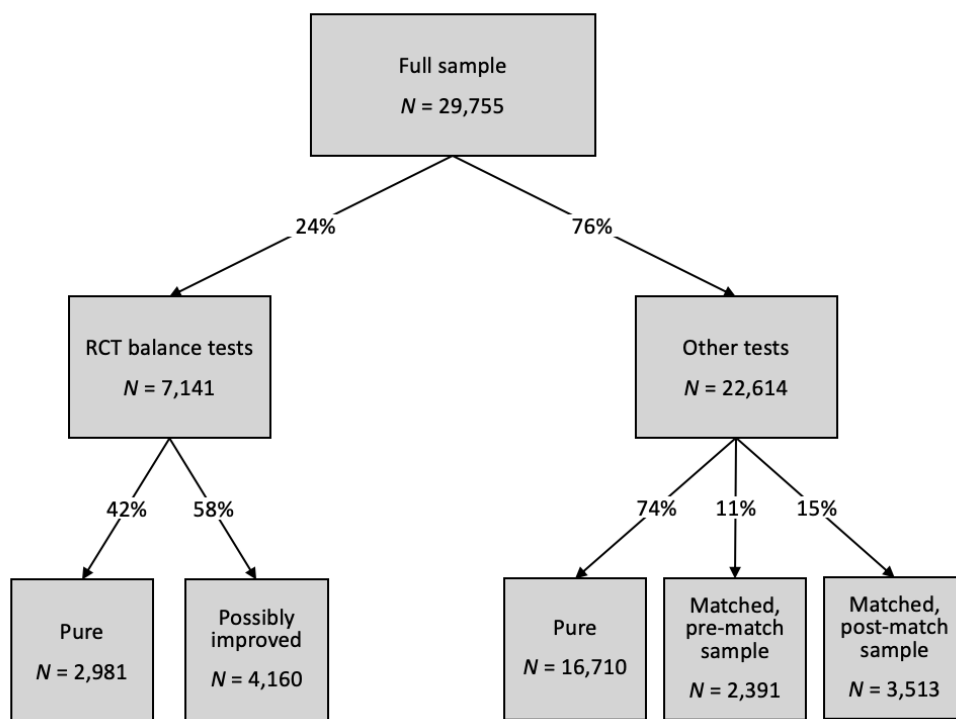 Full sample
N = 29,755
24%
76%
RCT balance tests
N = 7,141
Other tests
N = 22,614
42%
58%
74%
11%
15%
Pure
N = 2,981
Possibly
improved
N = 4,160
Pure
N = 16,710
Matched,
pre-match
sample
N = 2,391
Matched,
post-match
sample
N = 3,513